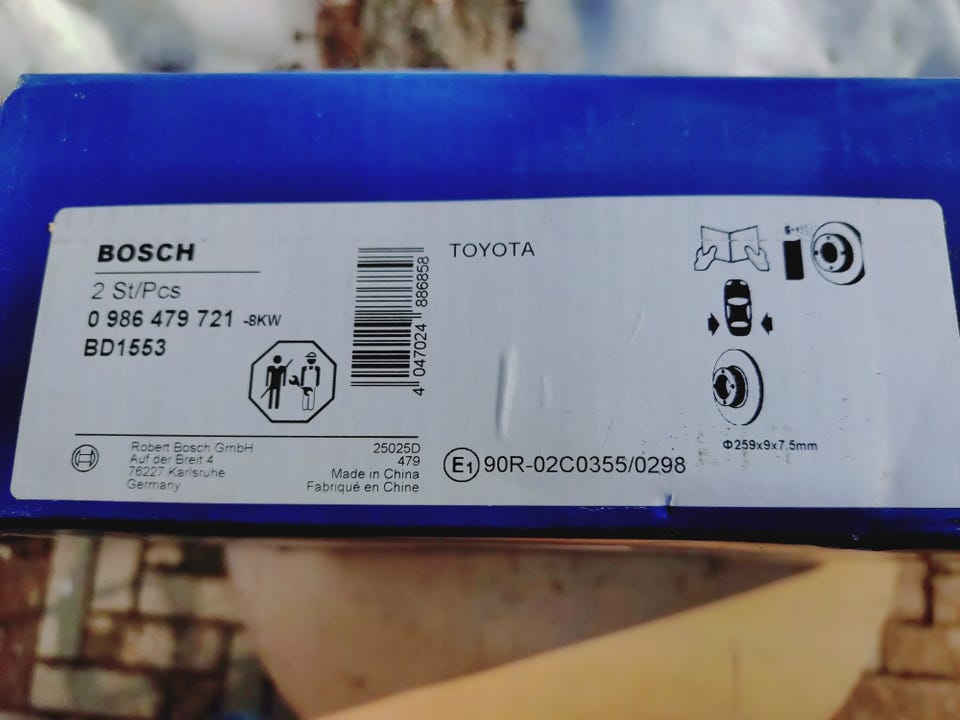 BOSCH
2 St/Pcs
0 986 479 721 -8KW
BD1553
4 047024 886858
TOYOTA
Robert Bosch GmbH
Auf der Breit 4
76227 Karlsruhe
Germany
25025D
479
Made in China
Fabriqué en Chine
E1 90R-02C0355/0298
Φ259x9x7.5mm